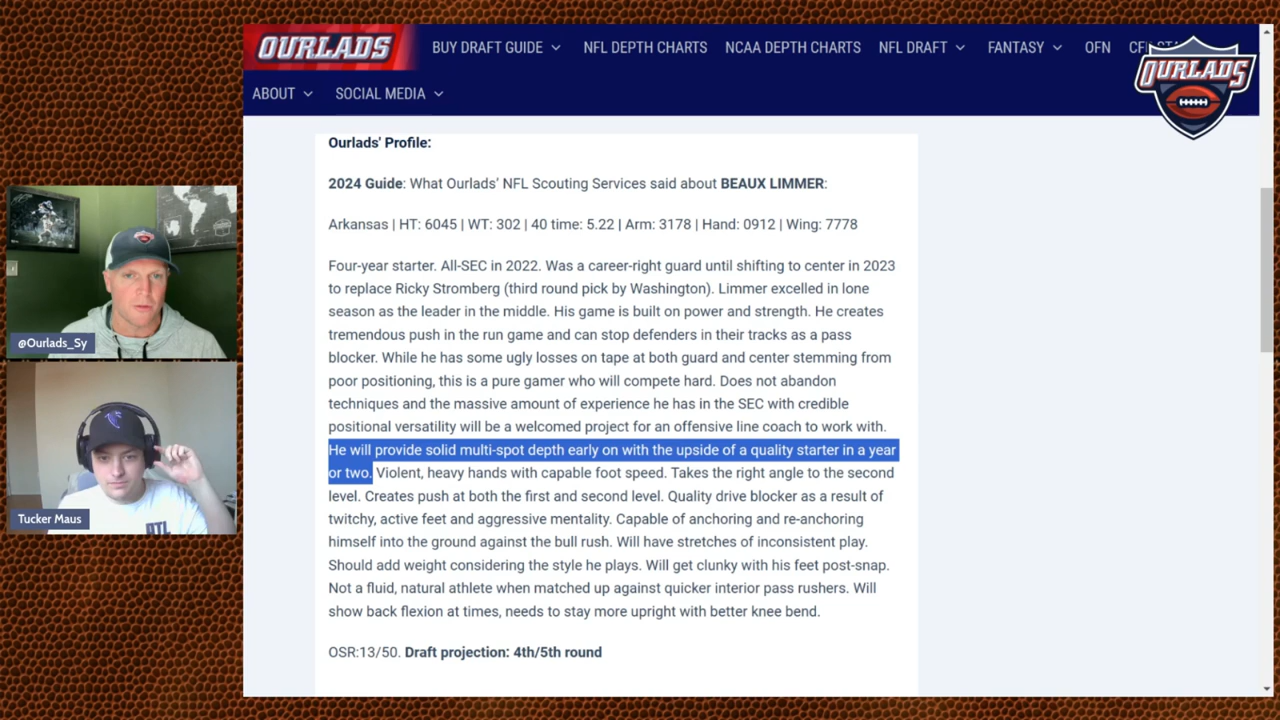 OURLADS
BUY DRAFT GUIDE
NFL DEPTH CHARTS
NCAA DEPTH CHARTS
NFL DRAFT
FANTASY
OFN
OURLADS
ABOUT
SOCIAL MEDIA
Ourlads' Profile:
2024 Guide: What Ourlads' NFL Scouting Services said about BEAUX LIMMER:
Arkansas | HT: 6045 | WT: 302 | 40 time: 5.22 | Arm: 3178 | Hand: 0912 | Wing: 7778
Four-year starter. All-SEC in 2022. Was a career-right guard until shifting to center in 2023
to replace Ricky Stromberg (third round pick by Washington). Limmer excelled in lone
season as the leader in the middle. His game is built on power and strength. He creates
tremendous push in the run game and can stop defenders in their tracks as a pass
blocker. While he has some ugly losses on tape at both guard and center stemming from
poor positioning, this is a pure gamer who will compete hard. Does not abandon
techniques and the massive amount of experience he has in the SEC with credible
positional versatility will be a welcomed project for an offensive line coach to work with.
He will provide solid multi-spot depth early on with the upside of a quality starter in a year
or two. Violent, heavy hands with capable foot speed. Takes the right angle to the second
level. Creates push at both the first and second level. Quality drive blocker as a result of
twitchy, active feet and aggressive mentality. Capable of anchoring and re-anchoring
himself into the ground against the bull rush. Will have stretches of inconsistent play.
Should add weight considering the style he plays. Will get clunky with his feet post-snap.
Not a fluid, natural athlete when matched up against quicker interior pass rushers. Will
show back flexion at times, needs to stay more upright with better knee bend.
OSR:13/50. Draft projection: 4th/5th round
@Ourlads_Sy
Tucker Maus
ATL